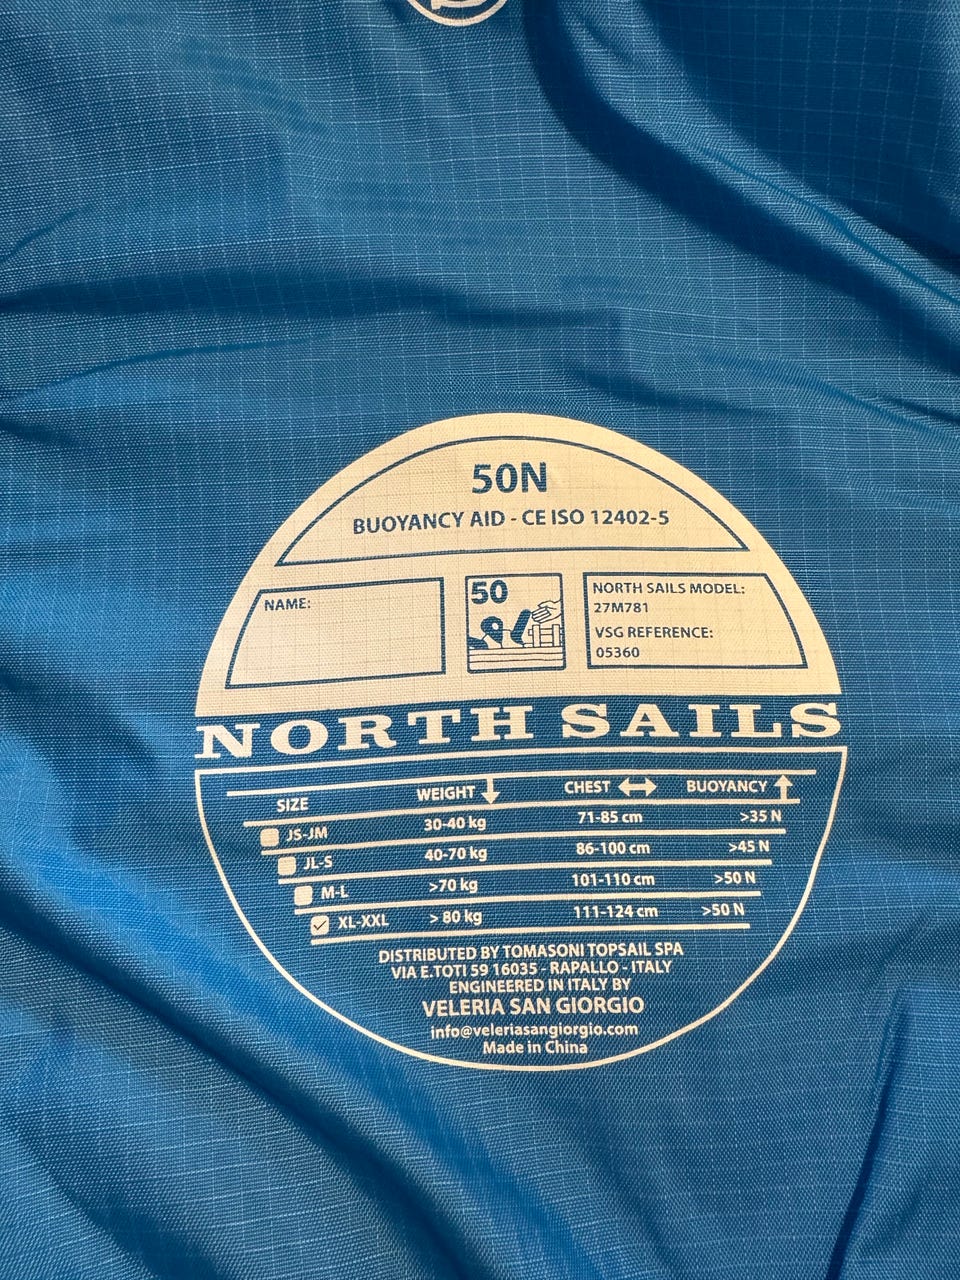 50N
BUOYANCY AID - CE ISO 12402-5
NAME:
50
NORTH SAILS MODEL:
27M781
VSG REFERENCE:
05360
NORTH SAILS
SIZE WEIGHT CHEST BUOYANCY
JS-JM 30-40 kg 71-85 cm >35 N
JL-S 40-70 kg 86-100 cm >45 N
M-L >70 kg 101-110 cm >50 N
XL-XXL > 80 kg 111-124 cm >50 N
DISTRIBUTED BY TOMASONI TOPSAIL SPA
VIA E.TOTI 59 16035 - RAPALLO - ITALY
ENGINEERED IN ITALY BY
VELERIA SAN GIORGIO
info@veleriasangiorgio.com
Made in China